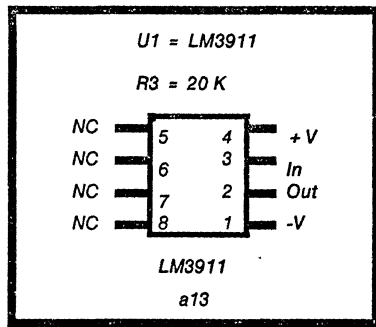 U1 = LM3911
R3 = 20 K
NC 5 4 +V
NC 6 3 In
NC 7 2 Out
NC 8 1 -V
LM3911
a13